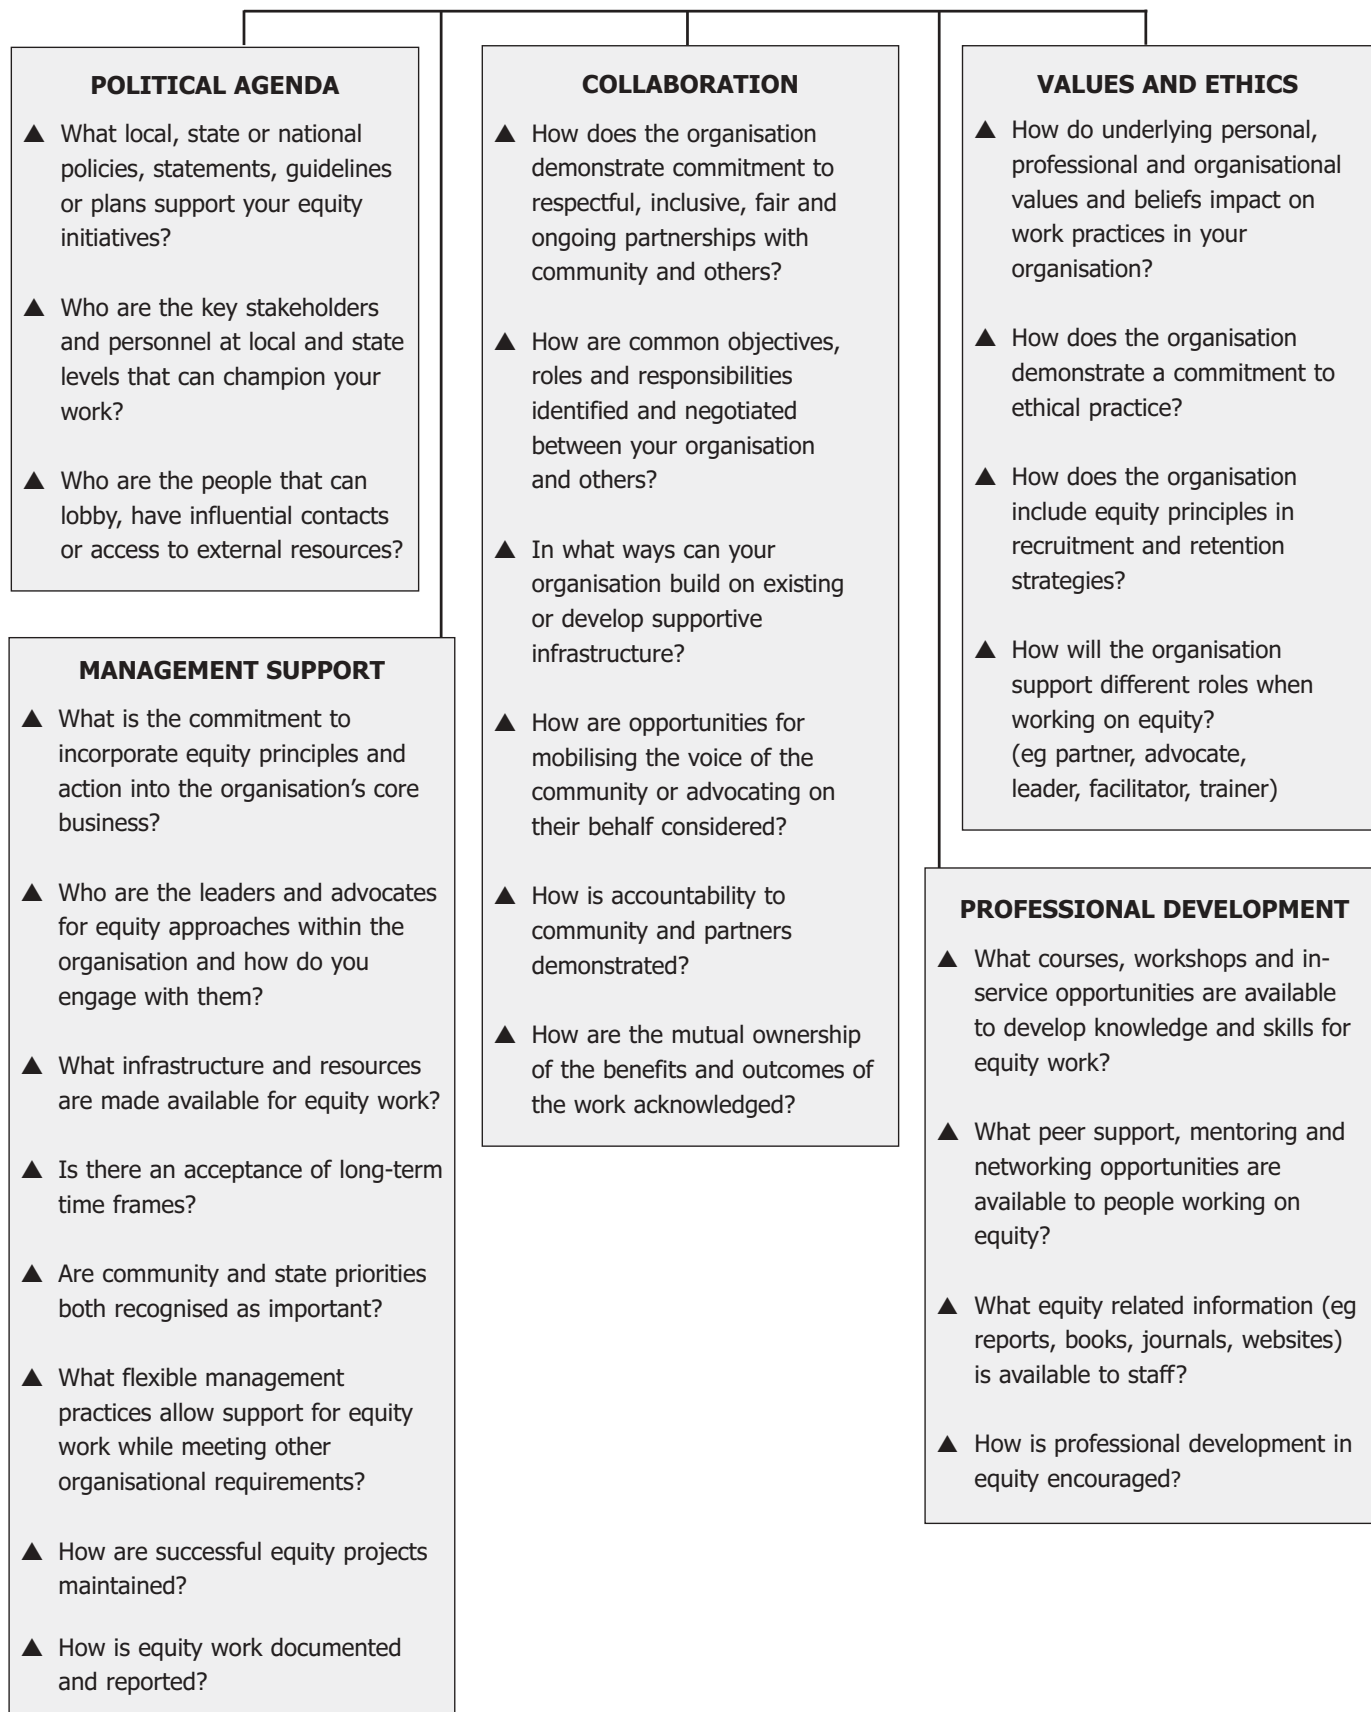 POLITICAL AGENDA
▲ What local, state or national
policies, statements, guidelines
or plans support your equity
initiatives?
▲ Who are the key stakeholders
and personnel at local and state
levels that can champion your
work?
▲ Who are the people that can
lobby, have influential contacts
or access to external resources?
MANAGEMENT SUPPORT
▲ What is the commitment to
incorporate equity principles and
action into the organisation’s core
business?
▲ Who are the leaders and advocates
for equity approaches within the
organisation and how do you
engage with them?
▲ What infrastructure and resources
are made available for equity work?
▲ Is there an acceptance of long-term
time frames?
▲ Are community and state priorities
both recognised as important?
▲ What flexible management
practices allow support for equity
work while meeting other
organisational requirements?
▲ How are successful equity projects
maintained?
▲ How is equity work documented
and reported?
COLLABORATION
▲ How does the organisation
demonstrate commitment to
respectful, inclusive, fair and
ongoing partnerships with
community and others?
▲ How are common objectives,
roles and responsibilities
identified and negotiated
between your organisation
and others?
▲ In what ways can your
organisation build on existing
or develop supportive
infrastructure?
▲ How are opportunities for
mobilising the voice of the
community or advocating on
their behalf considered?
▲ How is accountability to
community and partners
demonstrated?
▲ How are the mutual ownership
of the benefits and outcomes of
the work acknowledged?
VALUES AND ETHICS
▲ How do underlying personal,
professional and organisational
values and beliefs impact on
work practices in your
organisation?
▲ How does the organisation
demonstrate a commitment to
ethical practice?
▲ How does the organisation
include equity principles in
recruitment and retention
strategies?
▲ How will the organisation
support different roles when
working on equity?
(eg partner, advocate,
leader, facilitator, trainer)
PROFESSIONAL DEVELOPMENT
▲ What courses, workshops and in-
service opportunities are available
to develop knowledge and skills for
equity work?
▲ What peer support, mentoring and
networking opportunities are
available to people working on
equity?
▲ What equity related information (eg
reports, books, journals, websites)
is available to staff?
▲ How is professional development in
equity encouraged?